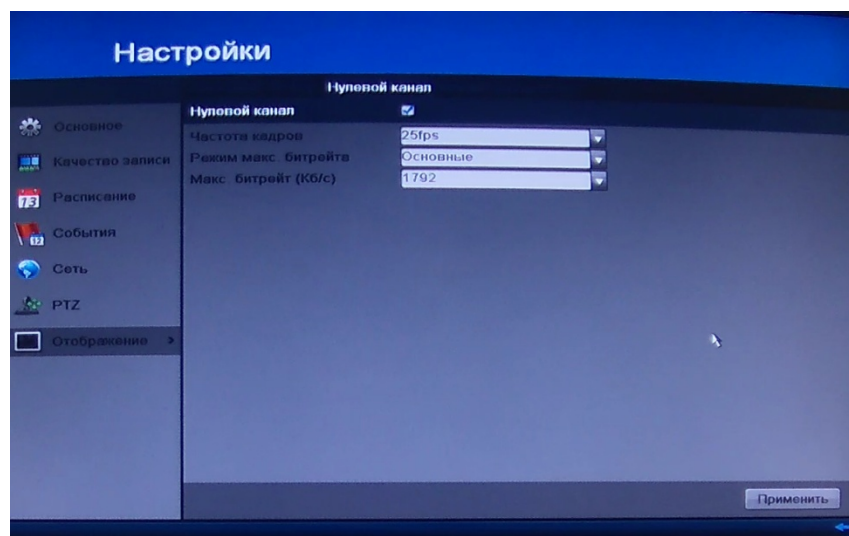 Настройки
Нулевой канал
Нулевой канал
Частота кадров 25fps
Режим макс. битрейта Основные
Макс. битрейт (Кб/с) 1792
Основное
Качество записи
Расписание
События
Сеть
PTZ
Отображение
Применить